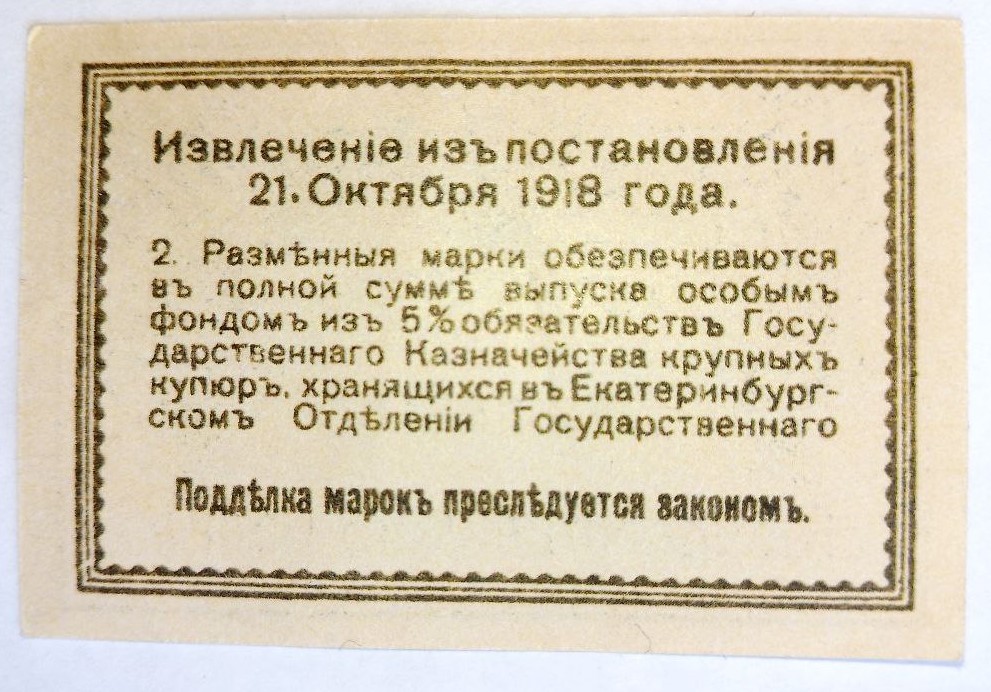 Извлеченіе изъ постановленія
21. Октября 1918 года.
2. Размѣнныя марки обезпечиваются
въ полной суммѣ выпуска особымъ
фондомъ изъ 5% обязательствъ Госу-
дарственнаго Казначейства крупныхъ
купюръ, хранящихся въ Екатеринбург-
скомъ Отдѣленіи Государственнаго
Поддѣлка марокъ преслѣдуется закономъ.